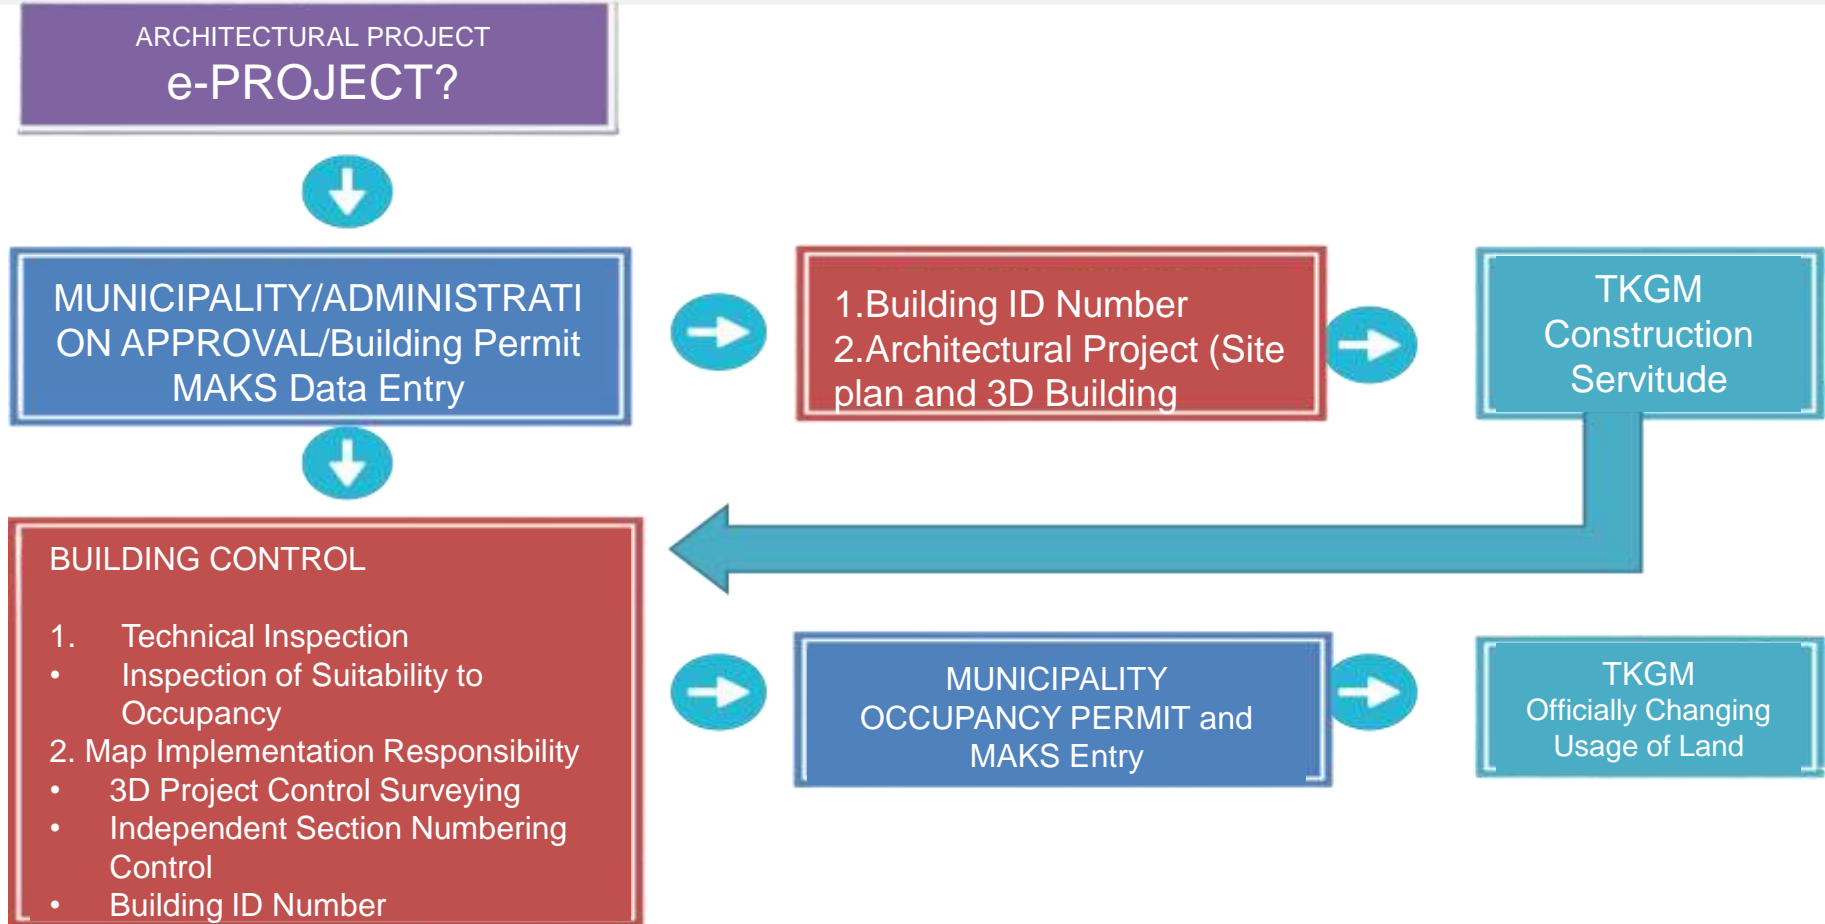 ARCHITECTURAL PROJECT
e-PROJECT?
MUNICIPALITY/ADMINISTRATI
ON APPROVAL/Building Permit
MAKS Data Entry
1.Building ID Number
2.Architectural Project (Site
plan and 3D Building
TKGM
Construction
Servitude
BUILDING CONTROL
1. Technical Inspection
• Inspection of Suitability to
Occupancy
2. Map Implementation Responsibility
• 3D Project Control Surveying
• Independent Section Numbering
Control
• Building ID Number
MUNICIPALITY
OCCUPANCY PERMIT and
MAKS Entry
TKGM
Officially Changing
Usage of Land